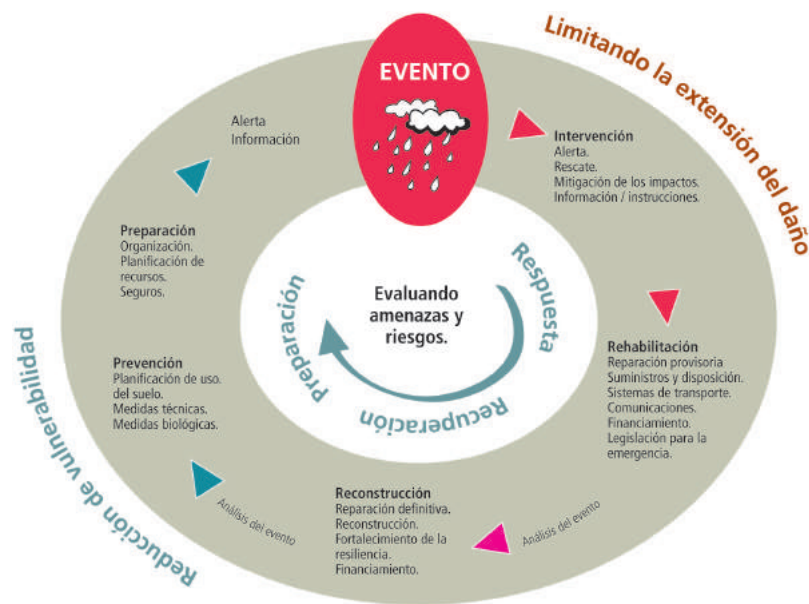 Limitando la extensión del daño
EVENTO
Alerta
Información
Intervención
Alerta.
Rescate.
Mitigación de los impactos.
Información / instrucciones.
Preparación
Organización.
Planificación de
recursos.
Seguros.
Respuesta
Recuperación
Preparación
Evaluando
amenazas y
riesgos.
Rehabilitación
Reparación provisoria
Suministros y disposición.
Sistemas de transporte.
Comunicaciones.
Financiamiento.
Legislación para la
emergencia.
Prevención
Planificación de uso.
del suelo.
Medidas técnicas.
Medidas biológicas.
Reducción de vulnerabilidad
Análisis del evento
Reconstrucción
Reparación definitiva.
Reconstrucción.
Fortalecimiento de la
resiliencia.
Financiamiento.
Análisis del evento